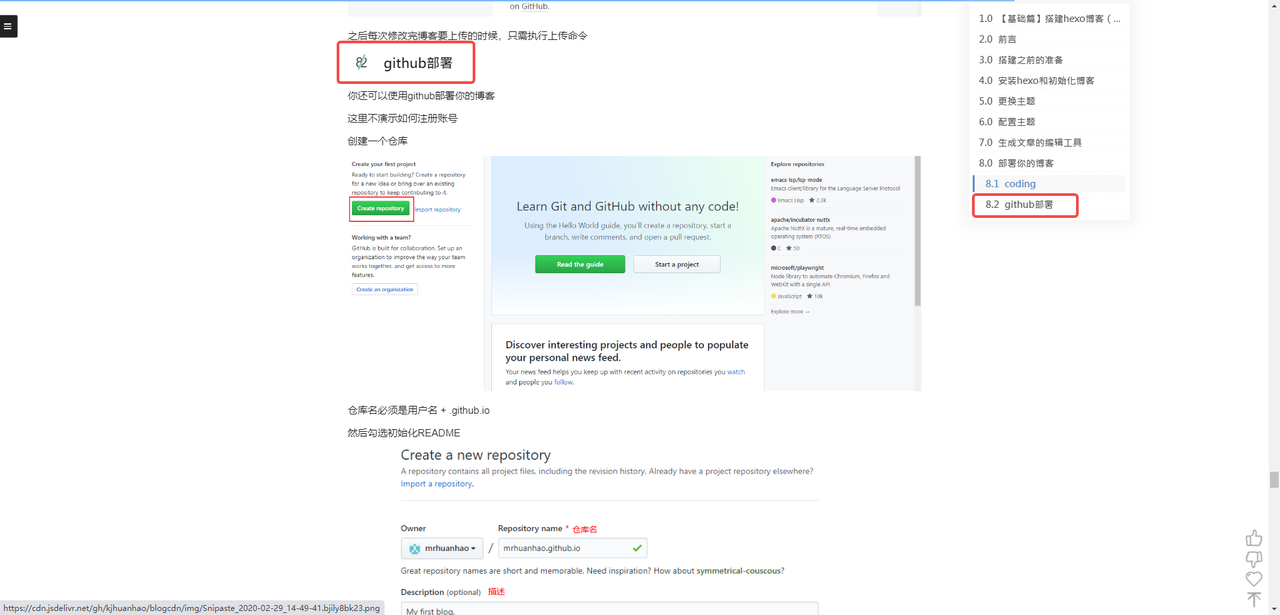 on GitHub.
之后每次修改完博客要上传的时候，只需执行上传命令
github部署
你还可以使用github部署你的博客
这里不演示如何注册账号
创建一个仓库
Create your first project
Ready to start building? Create a repository
for a new idea or bring over an existing
repository to keep contributing to it.
Create repository
Import repository
Working with a team?
GitHub is built for collaboration. Set up an
organization to improve the way your team
works together, and get access to more
features.
Create an organization
Learn Git and GitHub without any code!
Using the Hello World guide, you'll create a repository, start a
branch, write comments, and open a pull request.
Read the guide
Start a project
Discover interesting projects and people to populate
your personal news feed.
Your news feed helps you keep up with recent activity on repositories you watch
and people you follow.
Explore repositories
emacs-lsp/lsp-mode
Emacs client/library for the Language Server Protocol
Emacs Lisp 2.3k
apache/incubator-nuttx
Apache NuttX is a mature, real-time embedded
operating system (RTOS)
C 50
microsoft/playwright
Node library to automate Chromium, Firefox and
WebKit with a single API
JavaScript 10k
Explore more →
仓库名必须是用户名 + .github.io
然后勾选初始化README
Create a new repository
A repository contains all project files, including the revision history. Already have a project repository elsewhere?
Import a repository.
Owner
Repository name * 仓库名
mrhuanhao / mrhuanhao.github.io
Great repository names are short and memorable. Need inspiration? How about symmetrical-couscous?
Description (optional) 描述
My first blog.
1.0 【基础篇】搭建hexo博客（ ...
2.0 前言
3.0 搭建之前的准备
4.0 安装hexo和初始化博客
5.0 更换主题
6.0 配置主题
7.0 生成文章的编辑工具
8.0 部署你的博客
8.1 coding
8.2 github部署
https://cdn.jsdelivr.net/gh/kjhuanhao/blogcdn/img/Snipaste_2020-02-29_14-49-41.bjily8bk23.png